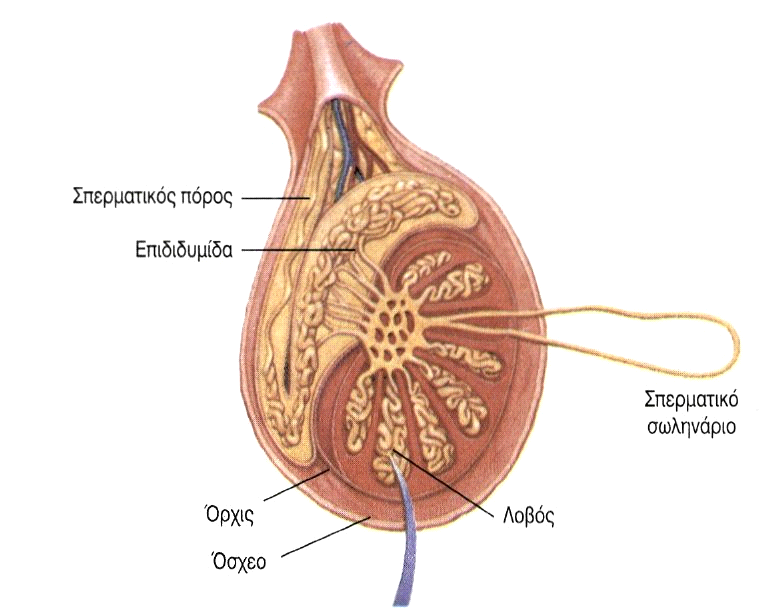 Σπερματικός πόρος
Επιδιδυμίδα
Σπερματικό
σωληνάριο
Όρχις
Λοβός
Όσχεο